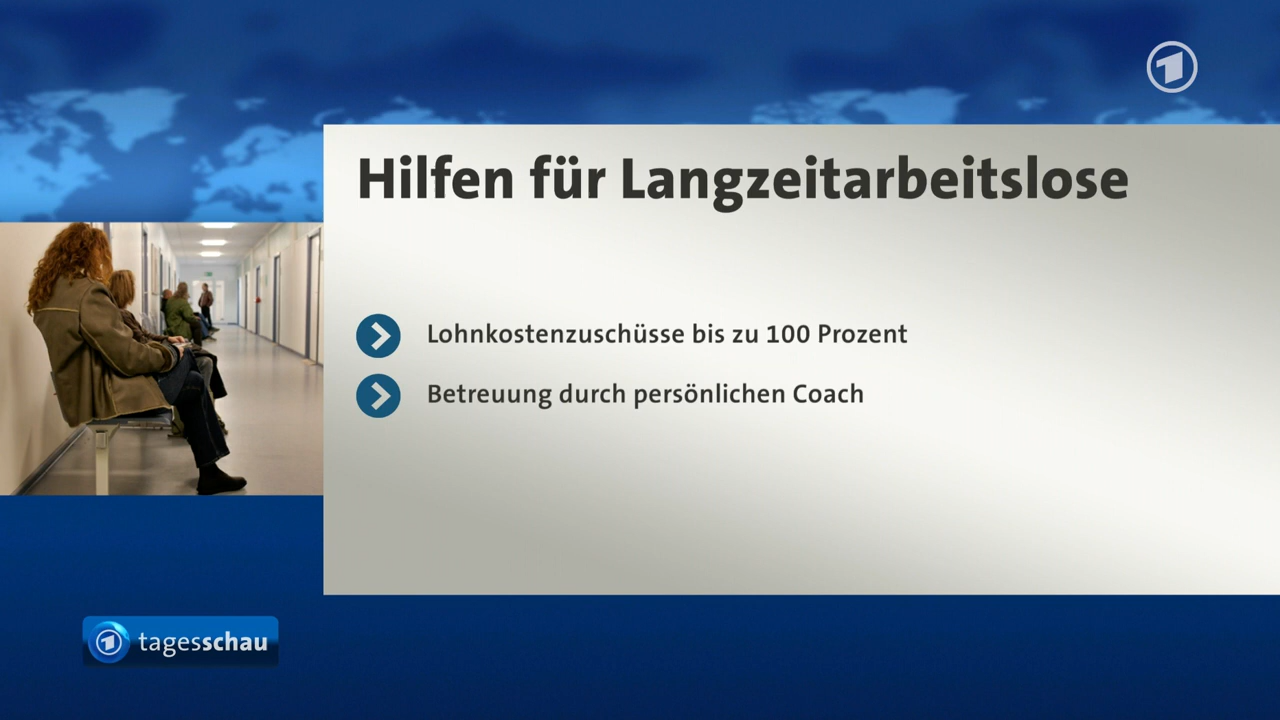 Hilfen für Langzeitarbeitslose
Lohnkostenzuschüsse bis zu 100 Prozent
Betreuung durch persönlichen Coach
tagesschau